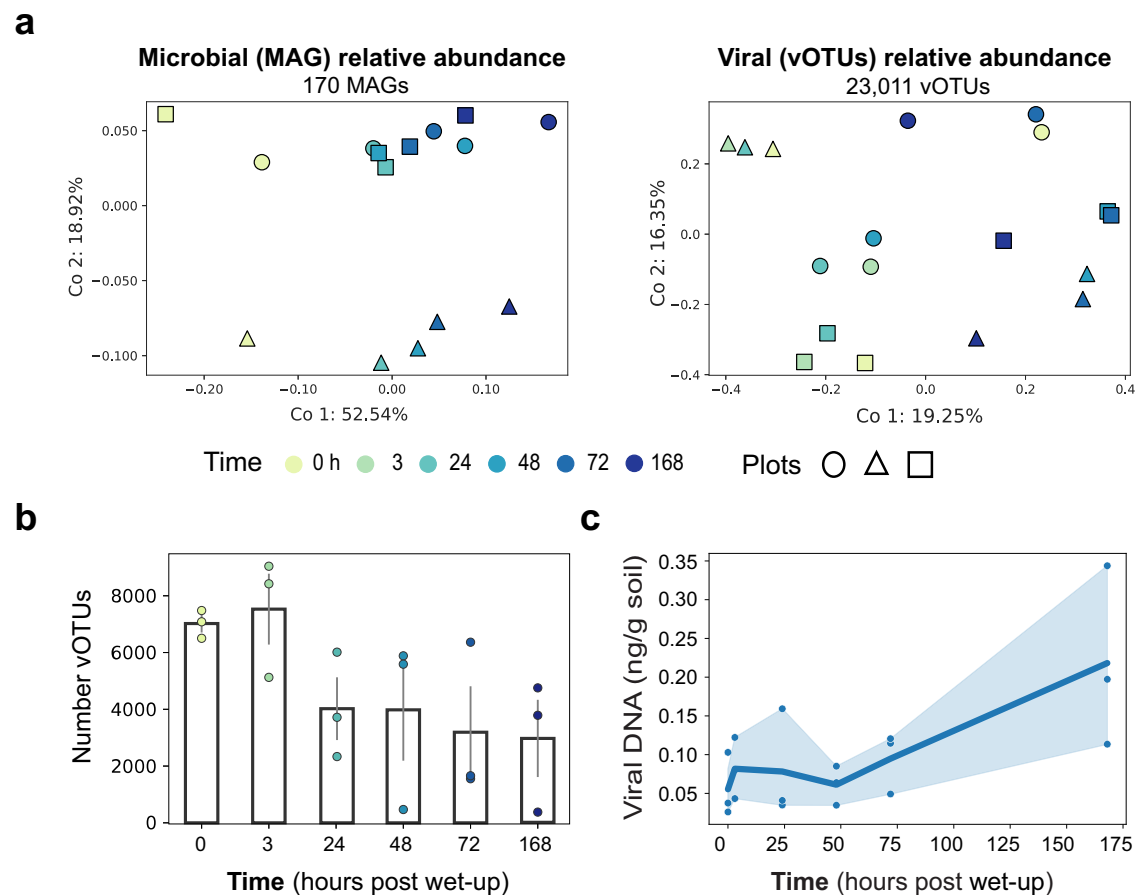 a
Microbial (MAG) relative abundance
170 MAGs
0.050
0.000
−0.050
−0.100
Co 2: 18.92%
−0.20
−0.10
0.00
0.10
Co 1: 52.54%
Viral (vOTUs) relative abundance
23,011 vOTUs
0.2
0.0
−0.2
−0.4
Co 2: 16.35%
−0.4
−0.2
0.0
0.2
0.4
Co 1: 19.25%
Time 0 h 3 24 48 72 168 Plots
b
8000
6000
4000
2000
0
Number vOTUs
0 3 24 48 72 168
Time (hours post wet-up)
c
0.35
0.30
0.25
0.20
0.15
0.10
0.05
Viral DNA (ng/g soil)
0 25 50 75 100 125 150 175
Time (hours post wet-up)